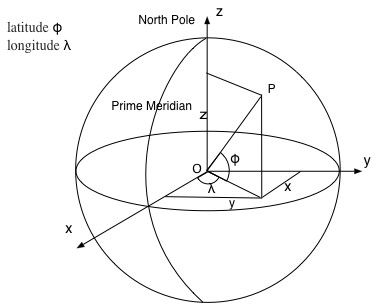 North Pole
z
latitude ϕ
longitude λ
P
Prime Meridian
z
y
O
ϕ
λ
x
y
x